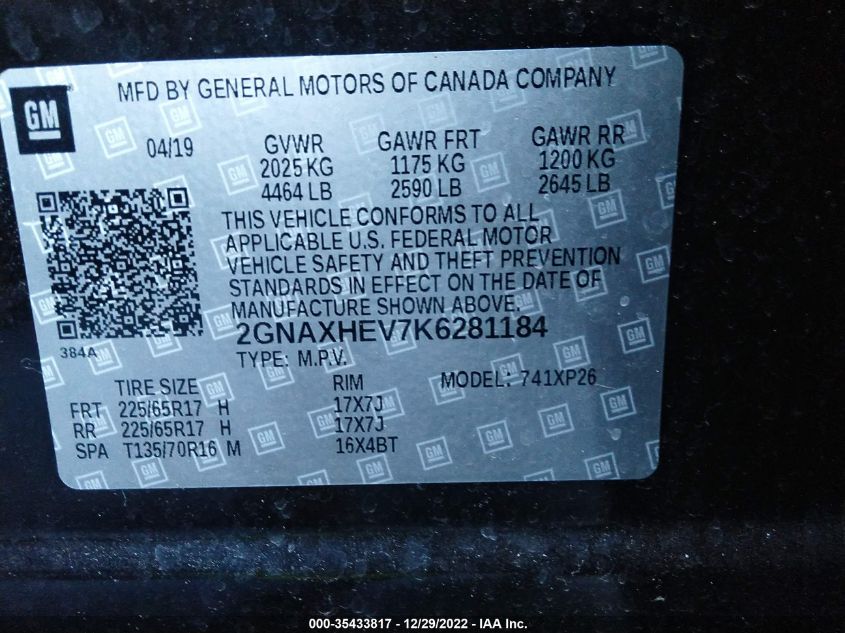 MFD BY GENERAL MOTORS OF CANADA COMPANY
GM
04/19
GVWR GAWR FRT GAWR RR
2025 KG 1175 KG 1200 KG
4464 LB 2590 LB 2645 LB
THIS VEHICLE CONFORMS TO ALL
APPLICABLE U.S. FEDERAL MOTOR
VEHICLE SAFETY AND THEFT PREVENTION
STANDARDS IN EFFECT ON THE DATE OF
MANUFACTURE SHOWN ABOVE.
2GNAXHEV7K6281184
384A
TYPE: M.P.V.
TIRE SIZE RIM MODEL: 741XP26
FRT 225/65R17 H 17X7J
RR 225/65R17 H 17X7J
SPA T135/70R16 M 16X4BT
000-35433817 - 12/29/2022 - IAA Inc.